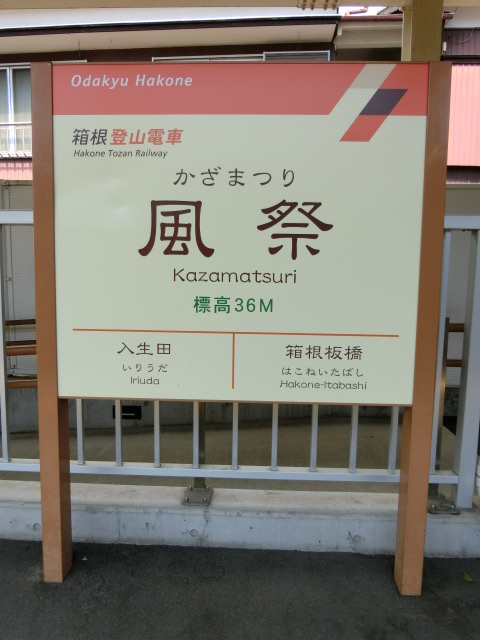 Odakyu Hakone
箱根登山電車
Hakone Tozan Railway
かざまつり
風祭
Kazamatsuri
標高36M
入生田
いりうだ
Iriuda
箱根板橋
はこねいたばし
Hakone-Itabashi